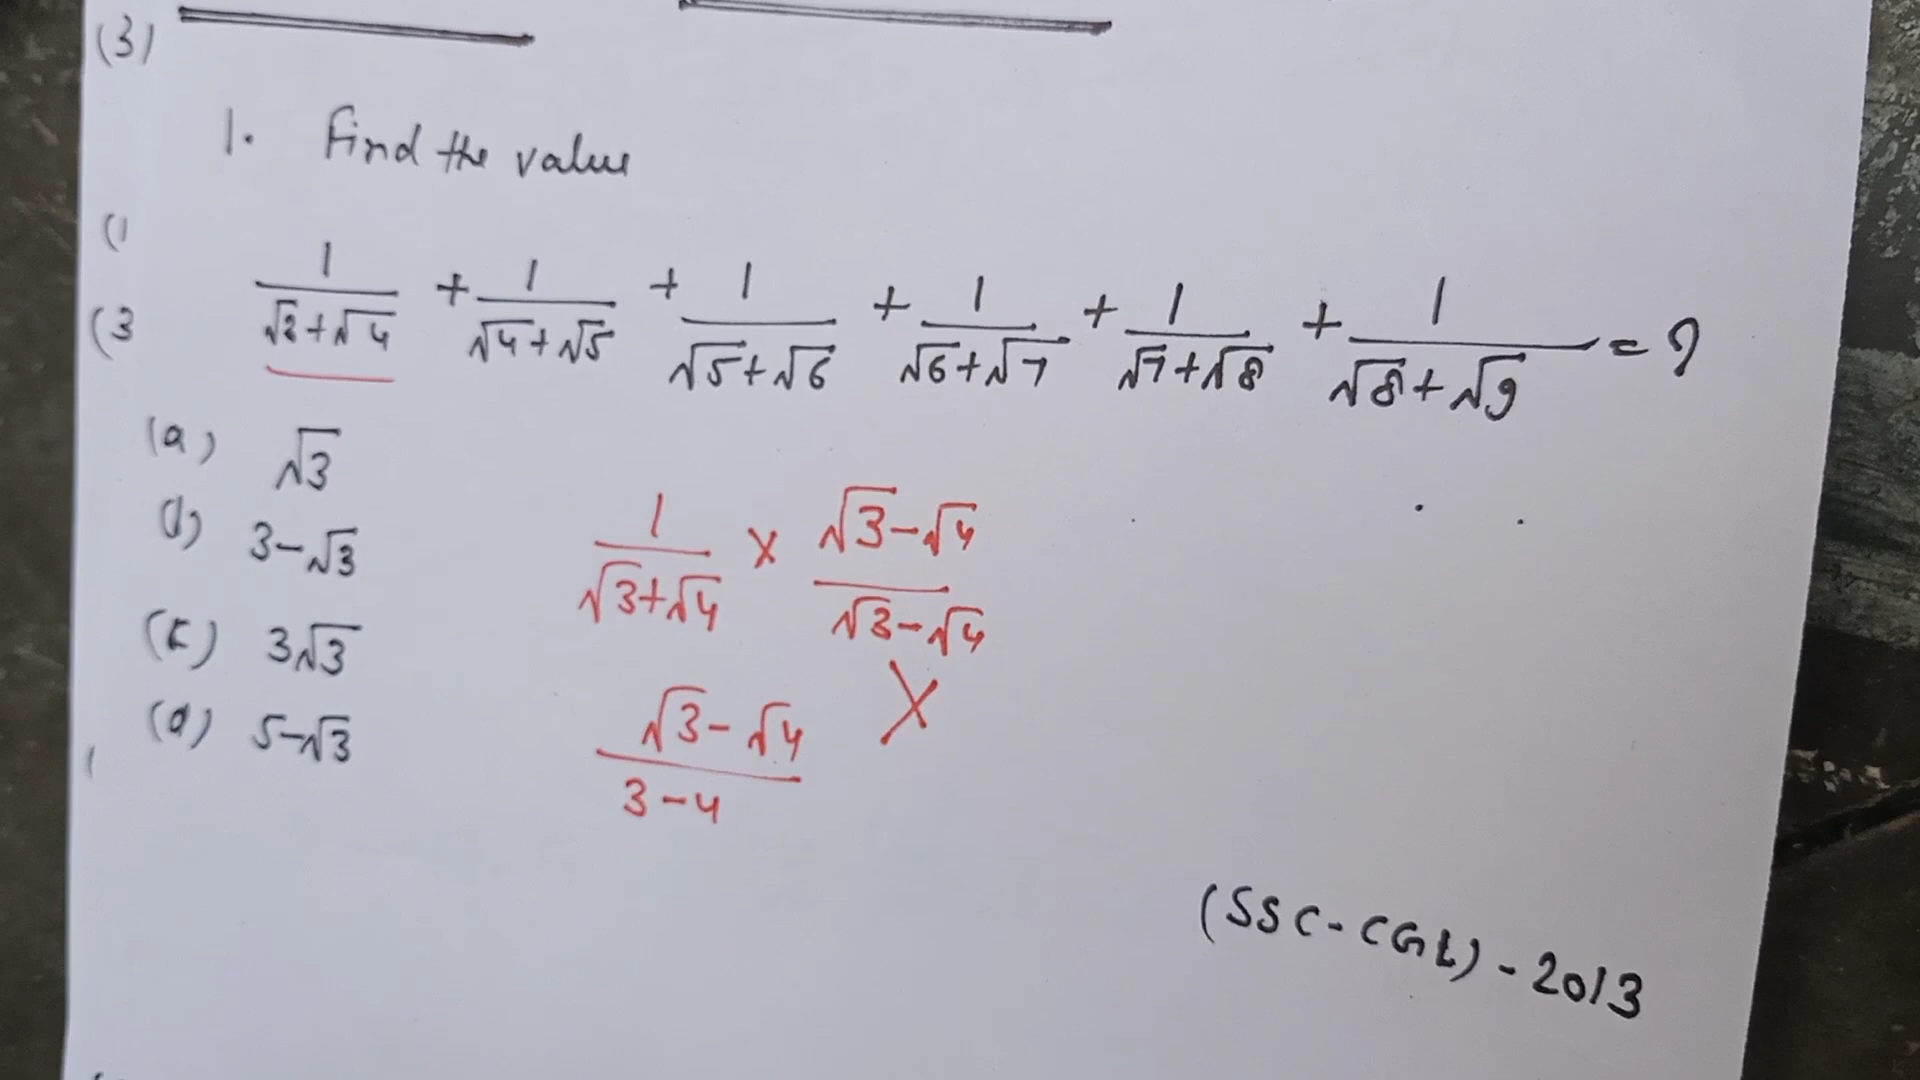 (3)
1. Find the value
(1
(3
1/(√3+√4) + 1/(√4+√5) + 1/(√5+√6) + 1/(√6+√7) + 1/(√7+√8) + 1/(√8+√9) = ?
(a) √3
(b) 3-√3
(c) 3√3
(d) 5-√3
1/(√3+√4) × (√3-√4)/(√3-√4)
(√3-√4)/(3-4) ×
(SSC-CGL)-2013